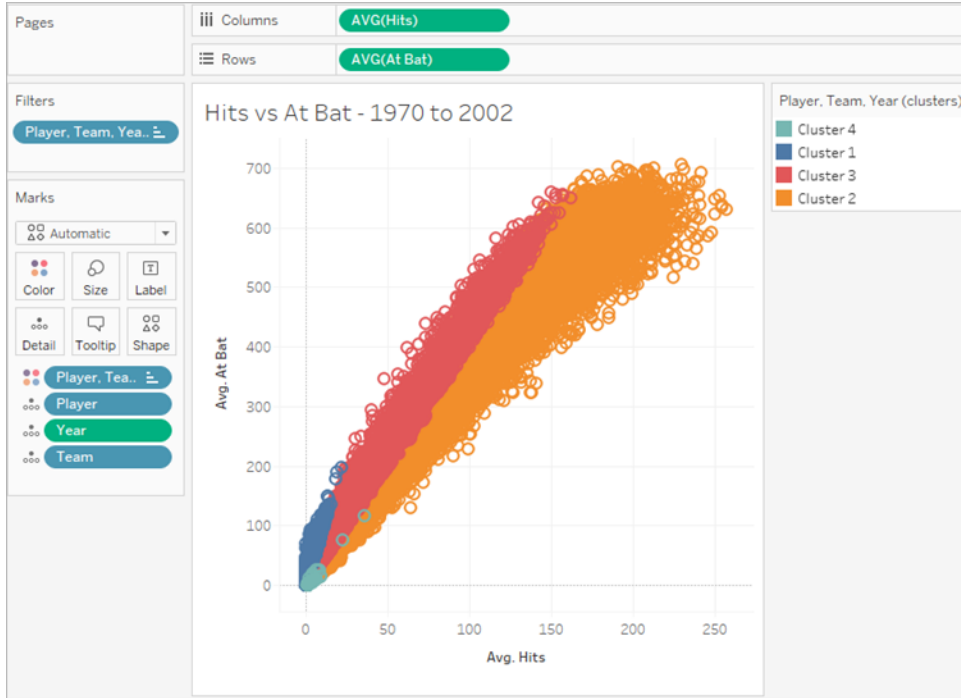 Pages
Columns
AVG(Hits)
Rows
AVG(At Bat)
Filters
Player, Team, Yea..
Marks
Automatic
Color
Size
Label
Detail
Tooltip
Shape
Player, Tea..
Player
Year
Team
Hits vs At Bat - 1970 to 2002
Avg. At Bat
700
600
500
400
300
200
100
0
0
50
100
150
200
250
Avg. Hits
Player, Team, Year (clusters)
Cluster 4
Cluster 1
Cluster 3
Cluster 2